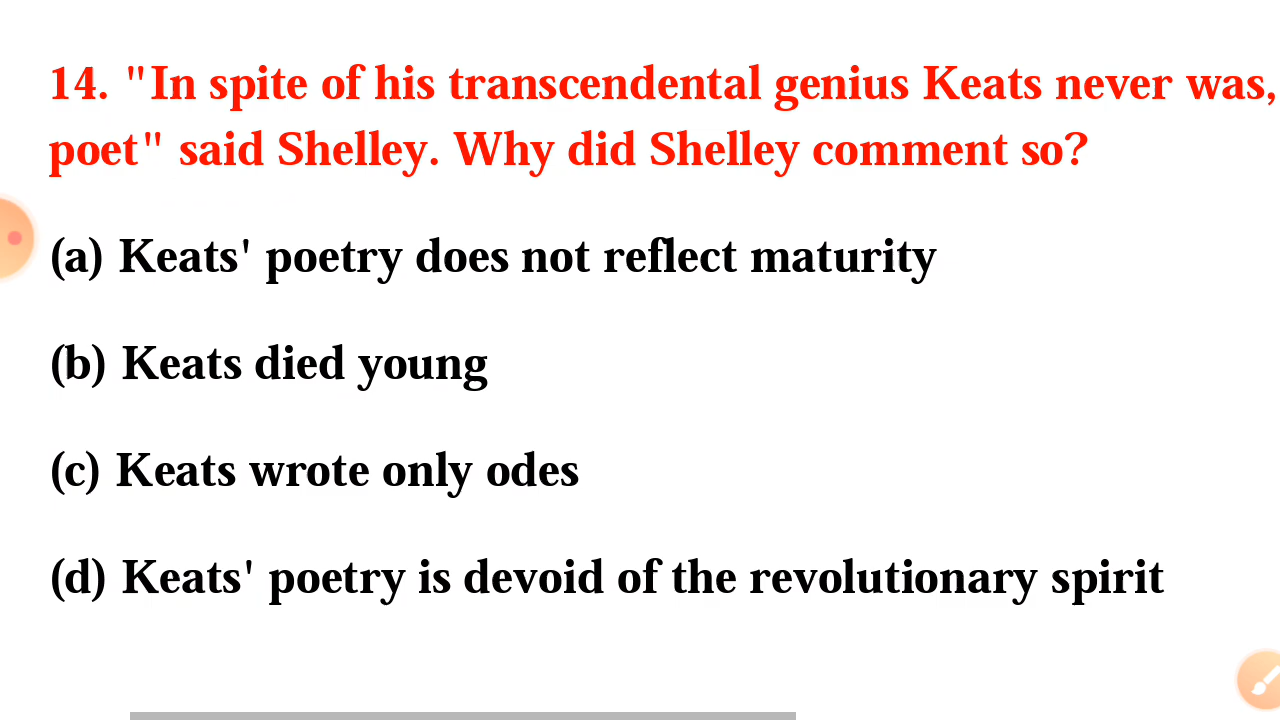 14. "In spite of his transcendental genius Keats never was,
poet" said Shelley. Why did Shelley comment so?
(a) Keats' poetry does not reflect maturity
(b) Keats died young
(c) Keats wrote only odes
(d) Keats' poetry is devoid of the revolutionary spirit